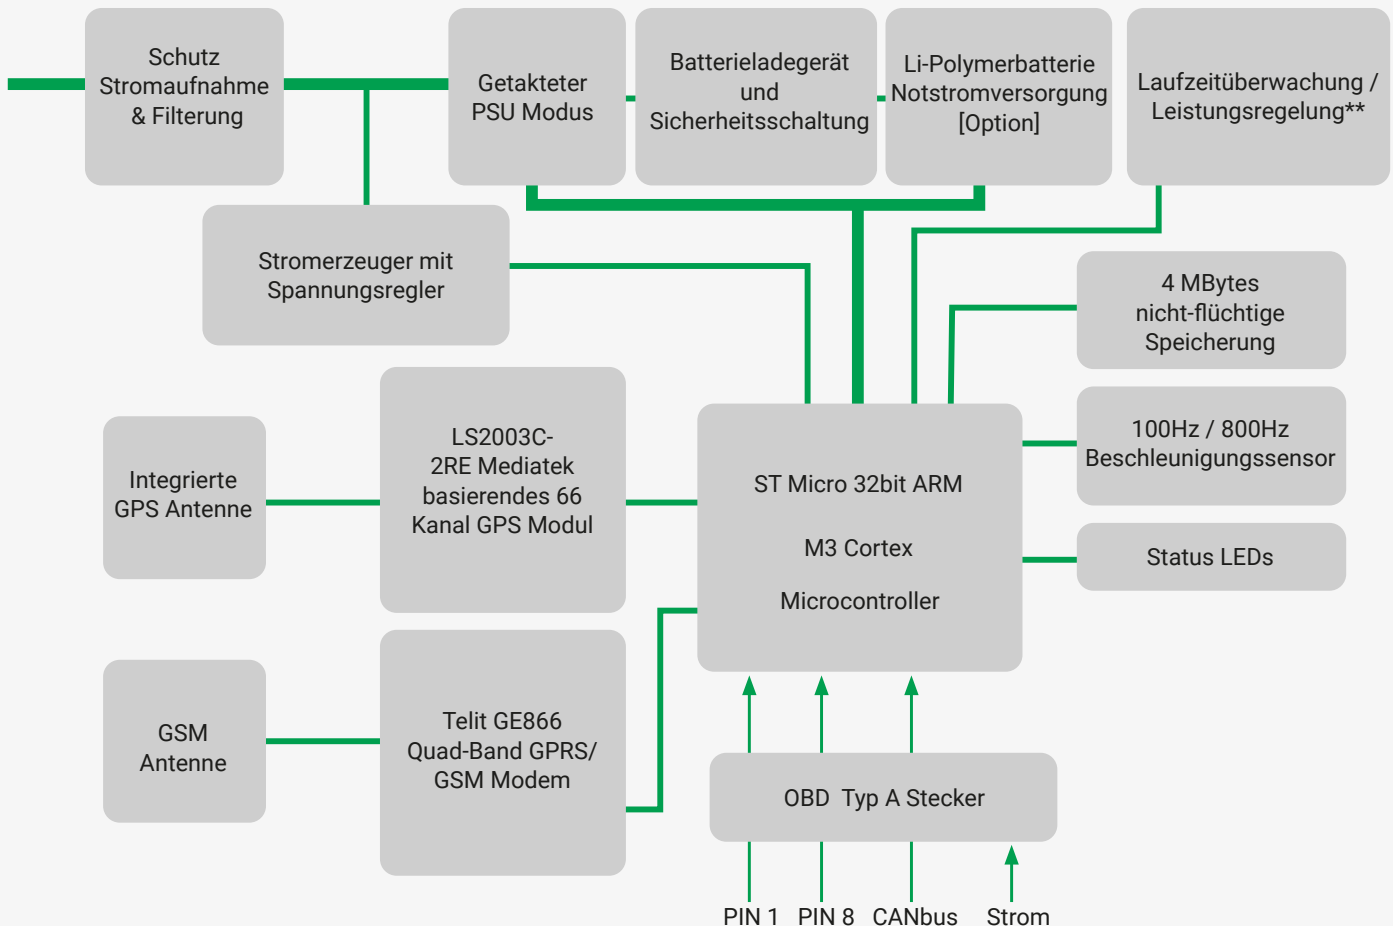 Schutz
Stromaufnahme
& Filterung
Getakteter
PSU Modus
Batterieladegerät
und
Sicherheitsschaltung
Li-Polymerbatterie
Notstromversorgung
[Option]
Laufzeitüberwachung /
Leistungsregelung**
Stromerzeuger mit
Spannungsregler
4 MBytes
nicht-flüchtige
Speicherung
LS2003C-
2RE Mediatek
basierendes 66
Kanal GPS Modul
Integrierte
GPS Antenne
ST Micro 32bit ARM
M3 Cortex
Microcontroller
100Hz / 800Hz
Beschleunigungssensor
Status LEDs
GSM
Antenne
Telit GE866
Quad-Band GPRS/
GSM Modem
OBD Typ A Stecker
PIN 1 PIN 8 CANbus Strom